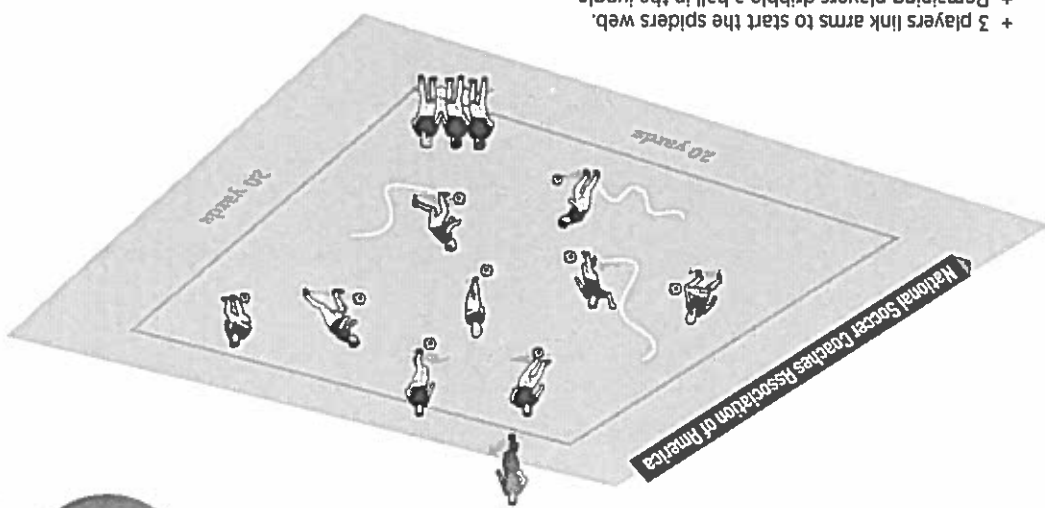 National Soccer Coaches Association of America
20 yards
20 yards
+ 3 players link arms to start the spiders web.
+ Remaining players dribble a ball in the jungle